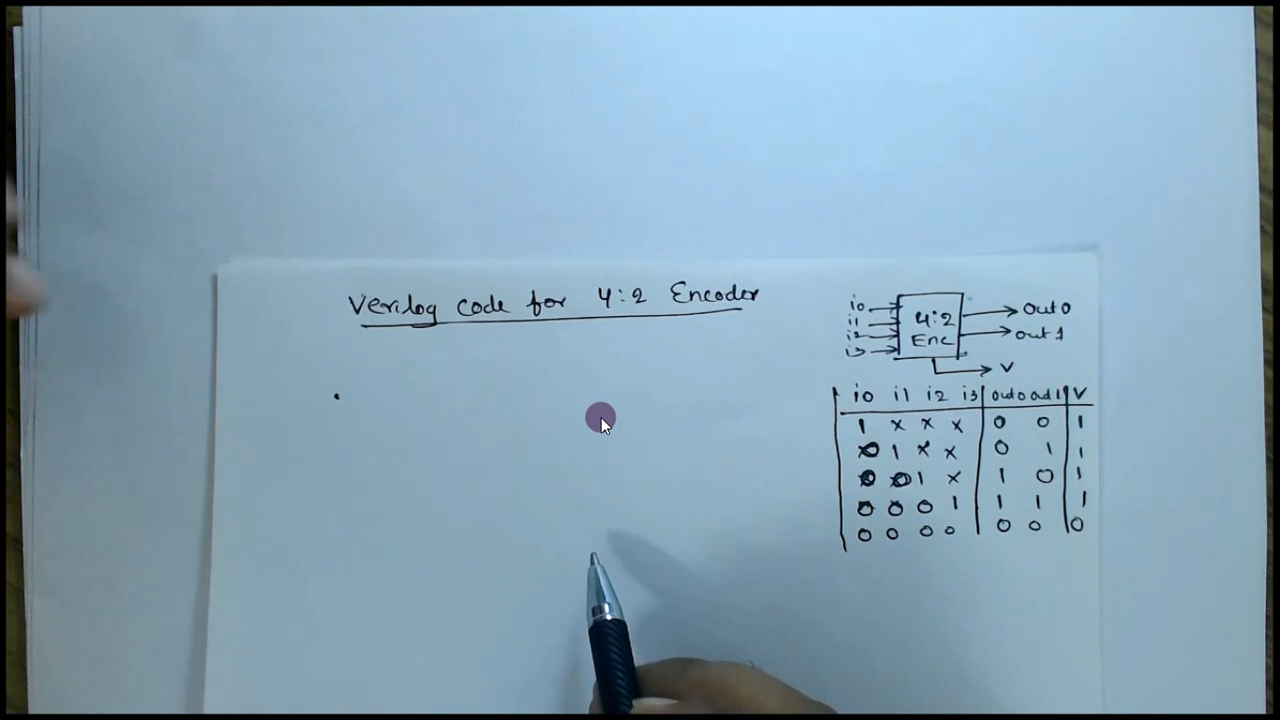 Verilog code for 4:2 Encoder
i0
i1
i2
i3
4:2
Enc
out0
out1
V
i0 i1 i2 i3 out0 out1 V
1 x x x 0 0 1
0 1 x x 0 1 1
0 0 1 x 1 0 1
0 0 0 1 1 1 1
0 0 0 0 0 0 0